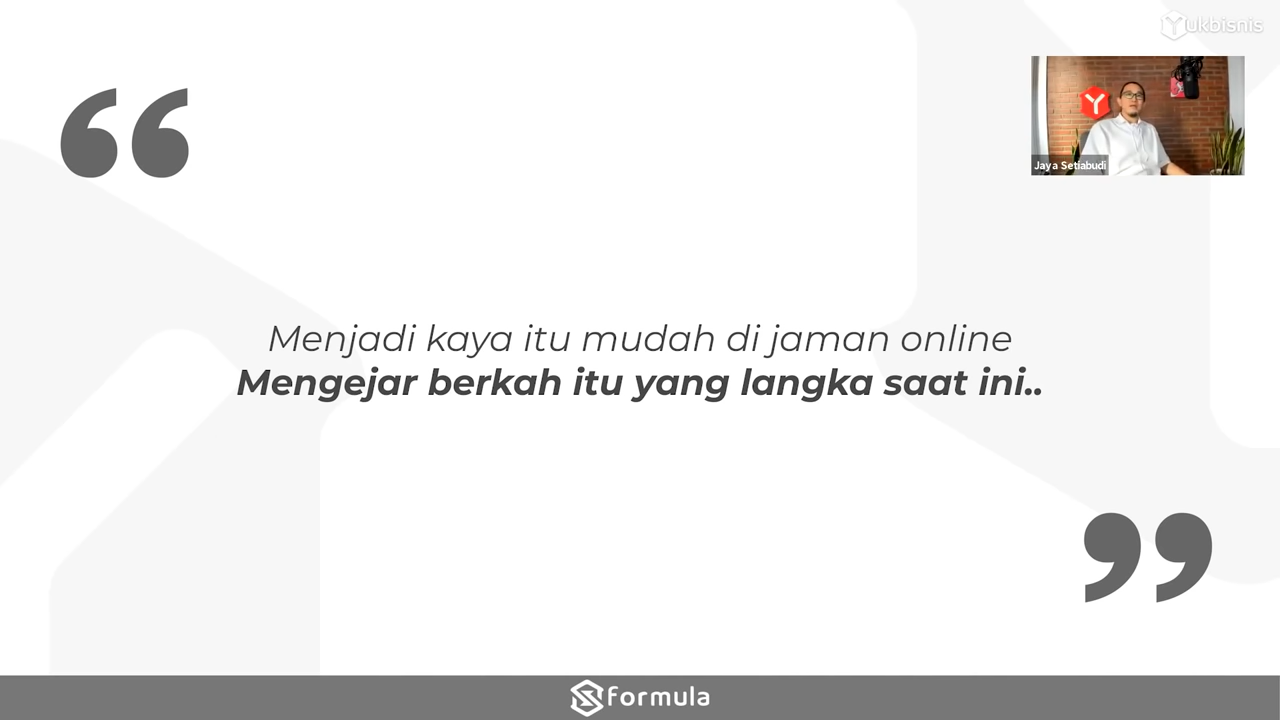 Yukbisnis
Y
Jaya Setiabudi
“
Menjadi kaya itu mudah di jaman online
Mengejar berkah itu yang langka saat ini..
”
formula